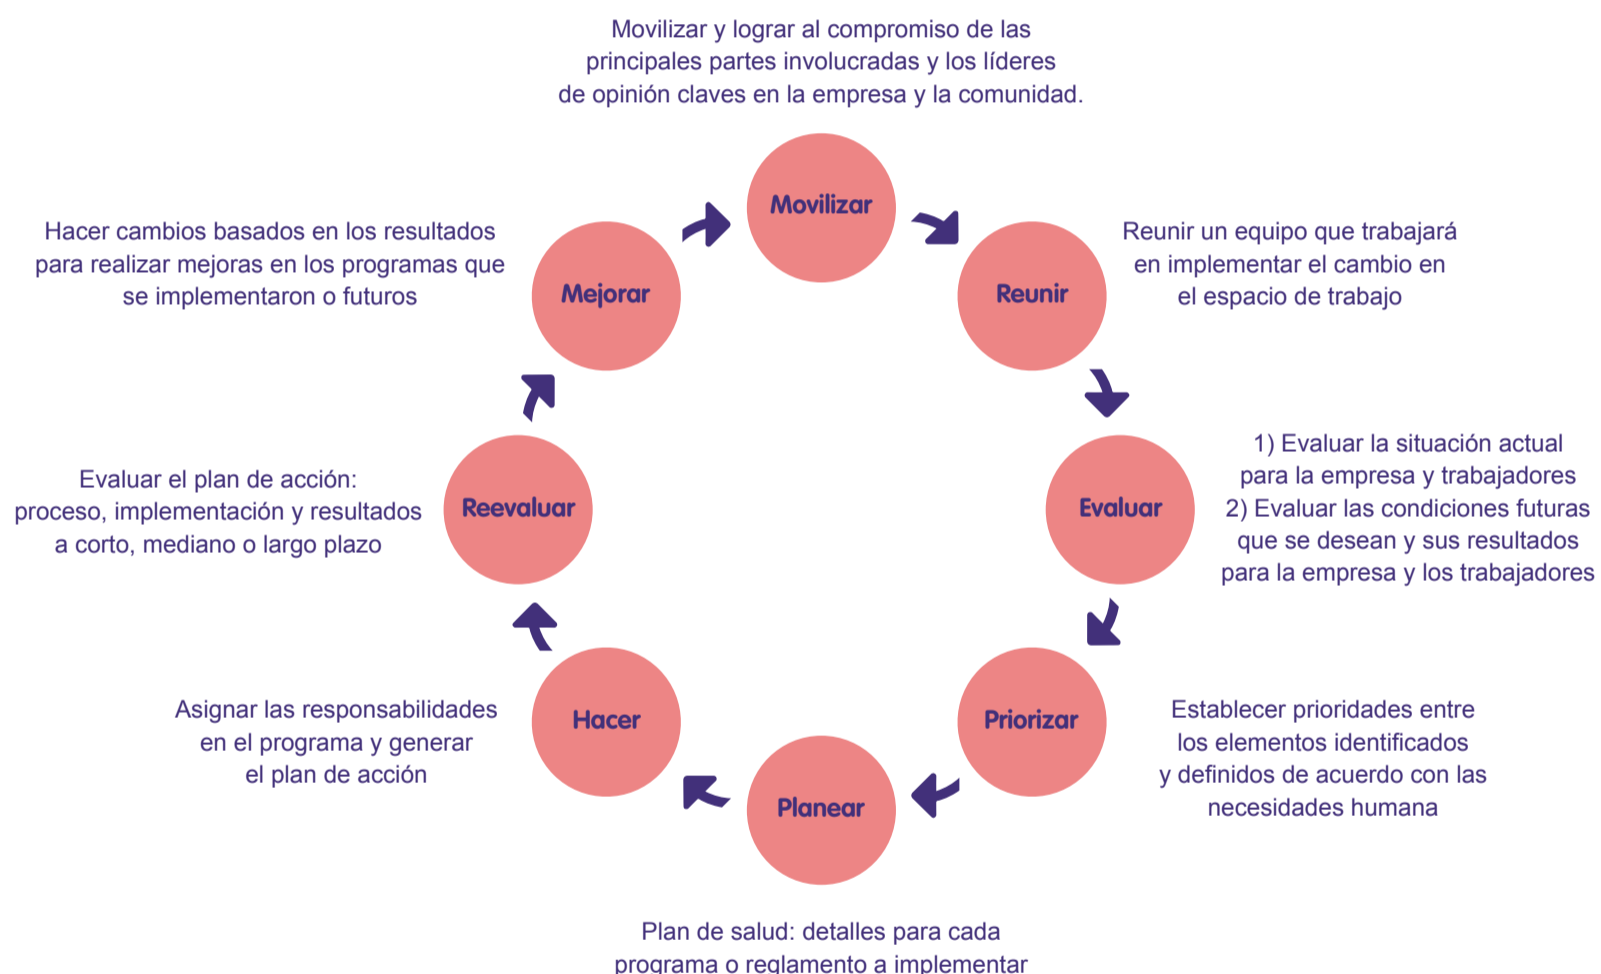 Movilizar y lograr al compromiso de las
principales partes involucradas y los líderes
de opinión claves en la empresa y la comunidad.
Movilizar
Reunir
Reunir un equipo que trabajará
en implementar el cambio en
el espacio de trabajo
Evaluar
1) Evaluar la situación actual
para la empresa y trabajadores
2) Evaluar las condiciones futuras
que se desean y sus resultados
para la empresa y los trabajadores
Priorizar
Establecer prioridades entre
los elementos identificados
y definidos de acuerdo con las
necesidades humana
Planear
Plan de salud: detalles para cada
programa o reglamento a implementar
Hacer
Asignar las responsabilidades
en el programa y generar
el plan de acción
Reevaluar
Evaluar el plan de acción:
proceso, implementación y resultados
a corto, mediano o largo plazo
Mejorar
Hacer cambios basados en los resultados
para realizar mejoras en los programas que
se implementaron o futuros